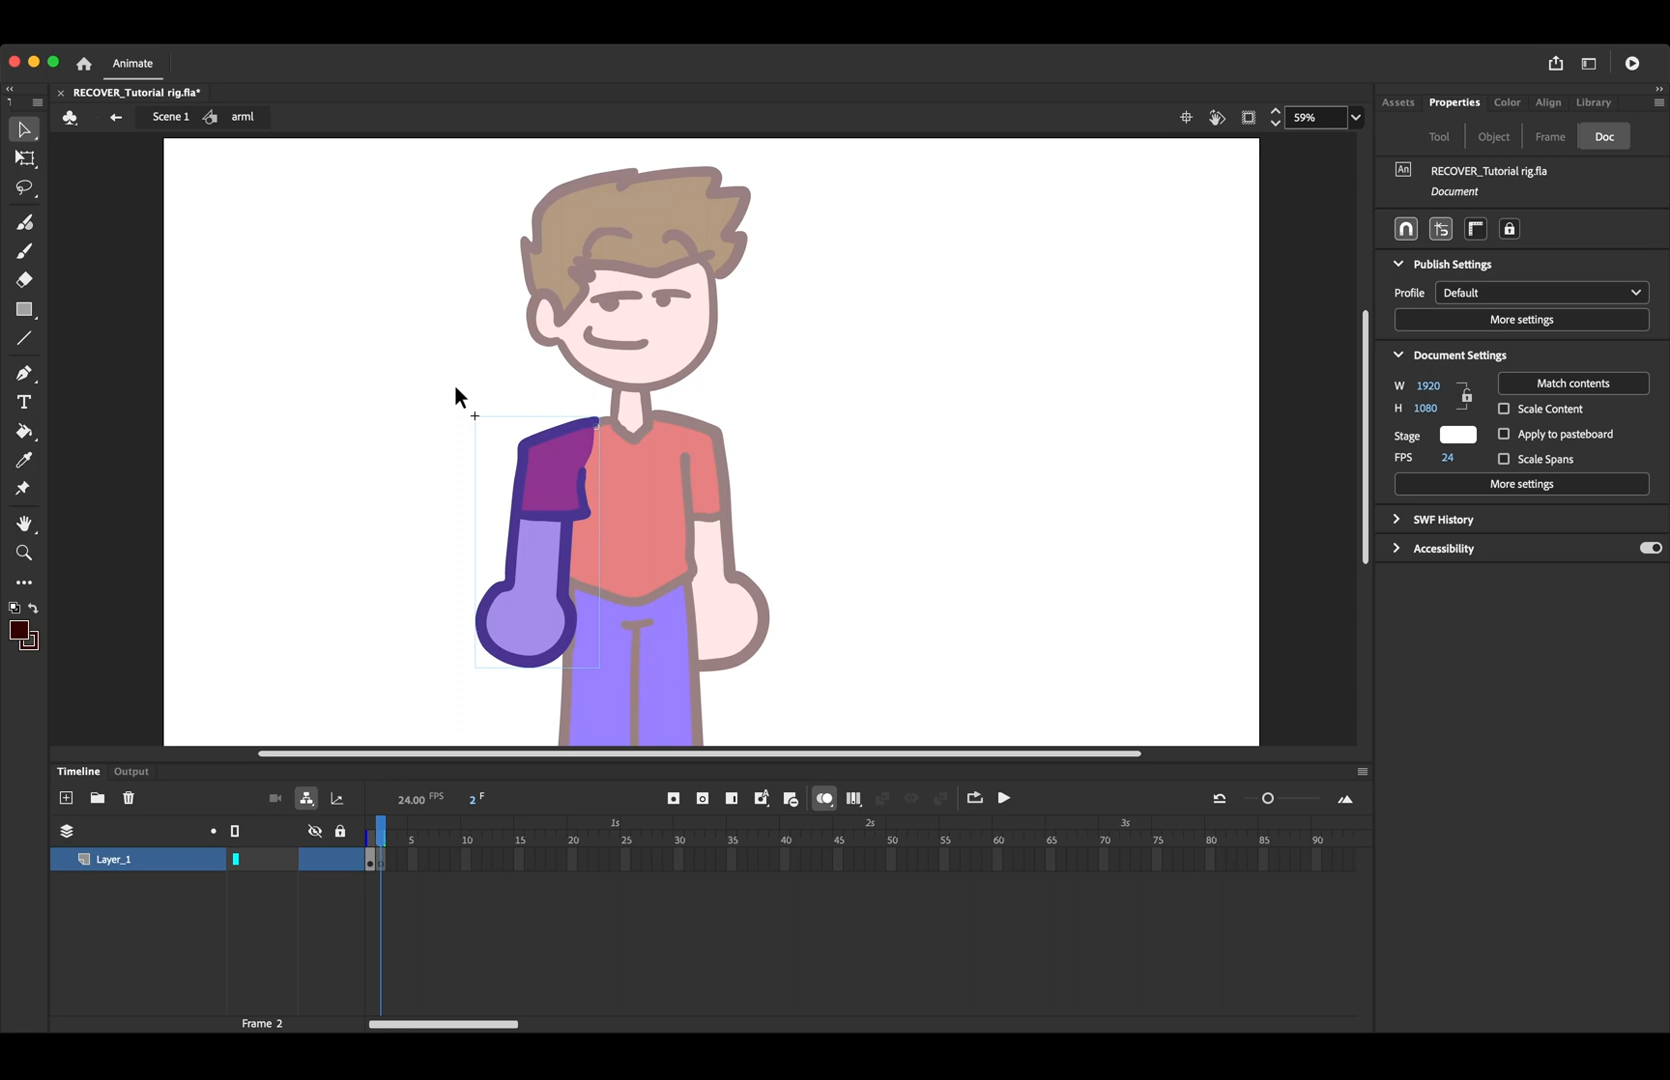 Animate
RECOVER_Tutorial rig.fla*
Scene 1 arml
59%
Assets Properties Color Align Library
Tool Object Frame Doc
An RECOVER_Tutorial rig.fla
Document
Publish Settings
Profile Default
More settings
Document Settings
W 1920 Match contents
H 1080 Scale Content
Stage Apply to pasteboard
FPS 24 Scale Spans
More settings
SWF History
Accessibility
Timeline Output
24.00 FPS 2 F
1s 2s 3s
5 10 15 20 25 30 35 40 45 50 55 60 65 70 75 80 85 90
Layer_1
Frame 2